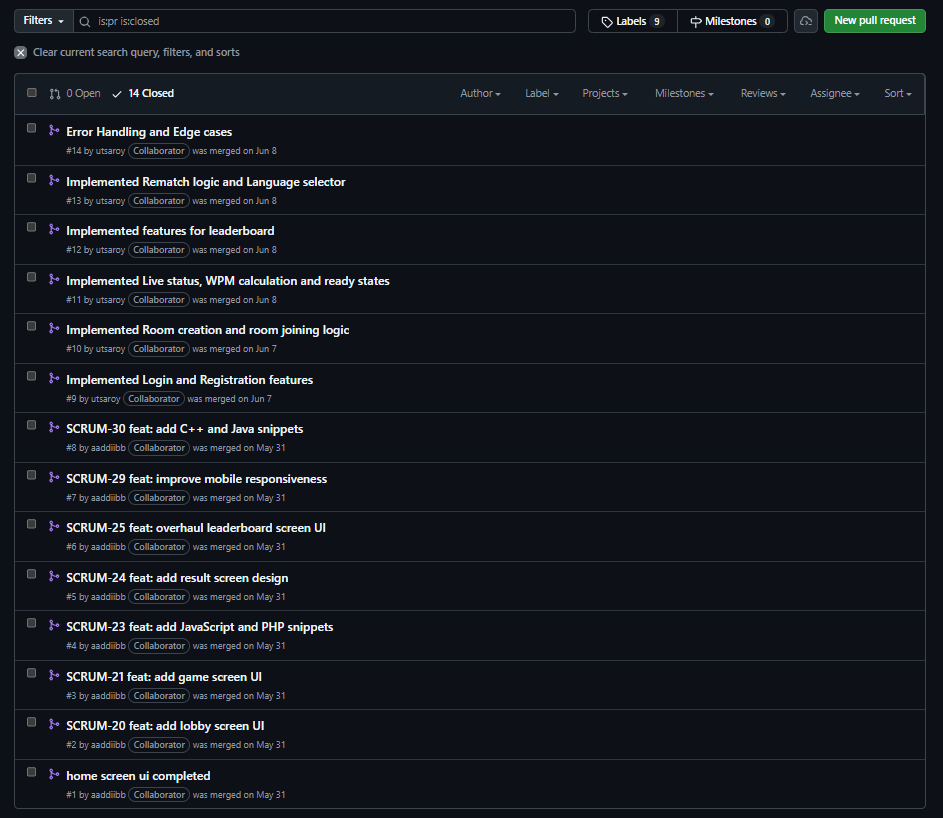 Filters is:pr is:closed Labels 9 Milestones 0 New pull request
Clear current search query, filters, and sorts
0 Open 14 Closed Author Label Projects Milestones Reviews Assignee Sort
Error Handling and Edge cases
#14 by utsaroy Collaborator was merged on Jun 8
Implemented Rematch logic and Language selector
#13 by utsaroy Collaborator was merged on Jun 8
Implemented features for leaderboard
#12 by utsaroy Collaborator was merged on Jun 8
Implemented Live status, WPM calculation and ready states
#11 by utsaroy Collaborator was merged on Jun 8
Implemented Room creation and room joining logic
#10 by utsaroy Collaborator was merged on Jun 7
Implemented Login and Registration features
#9 by utsaroy Collaborator was merged on Jun 7
SCRUM-30 feat: add C++ and Java snippets
#8 by aaddiibb Collaborator was merged on May 31
SCRUM-29 feat: improve mobile responsiveness
#7 by aaddiibb Collaborator was merged on May 31
SCRUM-25 feat: overhaul leaderboard screen UI
#6 by aaddiibb Collaborator was merged on May 31
SCRUM-24 feat: add result screen design
#5 by aaddiibb Collaborator was merged on May 31
SCRUM-23 feat: add JavaScript and PHP snippets
#4 by aaddiibb Collaborator was merged on May 31
SCRUM-21 feat: add game screen UI
#3 by aaddiibb Collaborator was merged on May 31
SCRUM-20 feat: add lobby screen UI
#2 by aaddiibb Collaborator was merged on May 31
home screen ui completed
#1 by aaddiibb Collaborator was merged on May 31